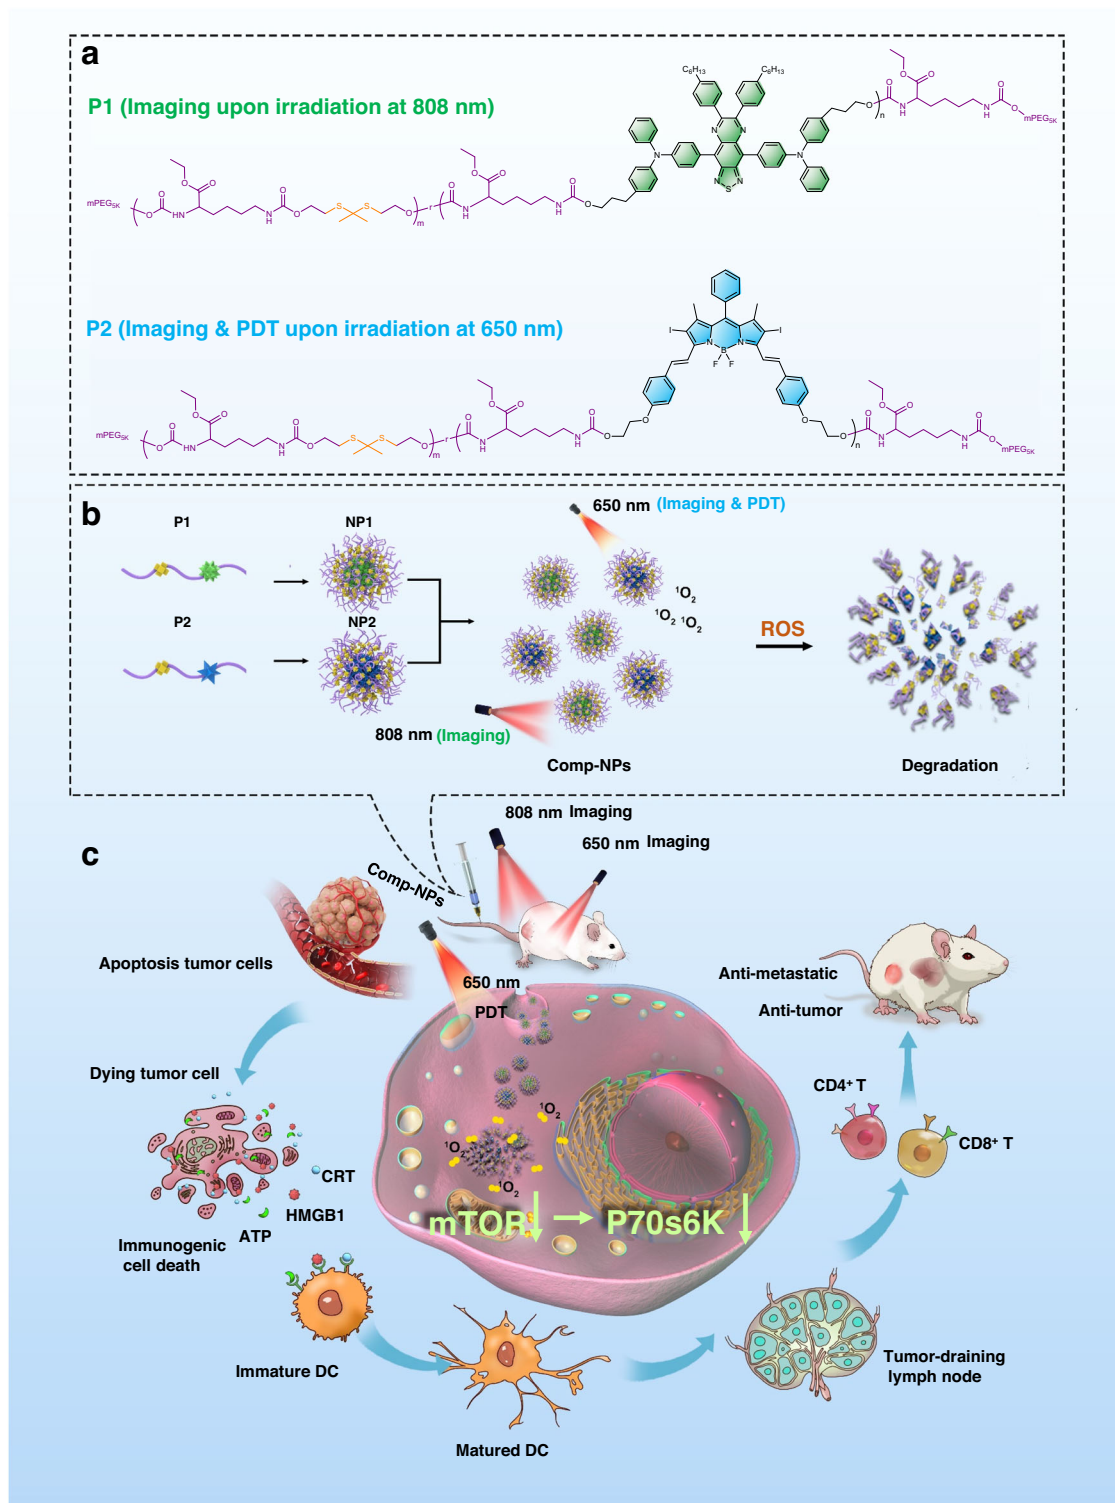 a
P1 (Imaging upon irradiation at 808 nm)
C6H13
C6H13
N
N
N
N
N
S
N
mPEG5K
O
O
O
NH
O
N
H
O
O
S
S
O
m
r
O
O
O
N
H
N
H
O
O
O
n
O
O
O
N
H
N
H
O
O
mPEG5K
P2 (Imaging & PDT upon irradiation at 650 nm)
I
I
N
B
N
F
F
O
O
mPEG5K
O
O
O
NH
O
N
H
O
O
S
S
O
m
r
O
O
O
N
H
N
H
O
O
n
O
O
O
N
H
N
H
O
O
mPEG5K
b
P1
NP1
P2
NP2
650 nm (Imaging & PDT)
1O2
1O2 1O2
ROS
808 nm (Imaging)
Comp-NPs
Degradation
c
808 nm Imaging
650 nm Imaging
Comp-NPs
Apoptosis tumor cells
650 nm
PDT
Anti-metastatic
Anti-tumor
Dying tumor cell
CD4+ T
CD8+ T
1O2
1O2
1O2
CRT
HMGB1
ATP
Immunogenic
cell death
mTOR
P70s6K
Immature DC
Matured DC
Tumor-draining
lymph node